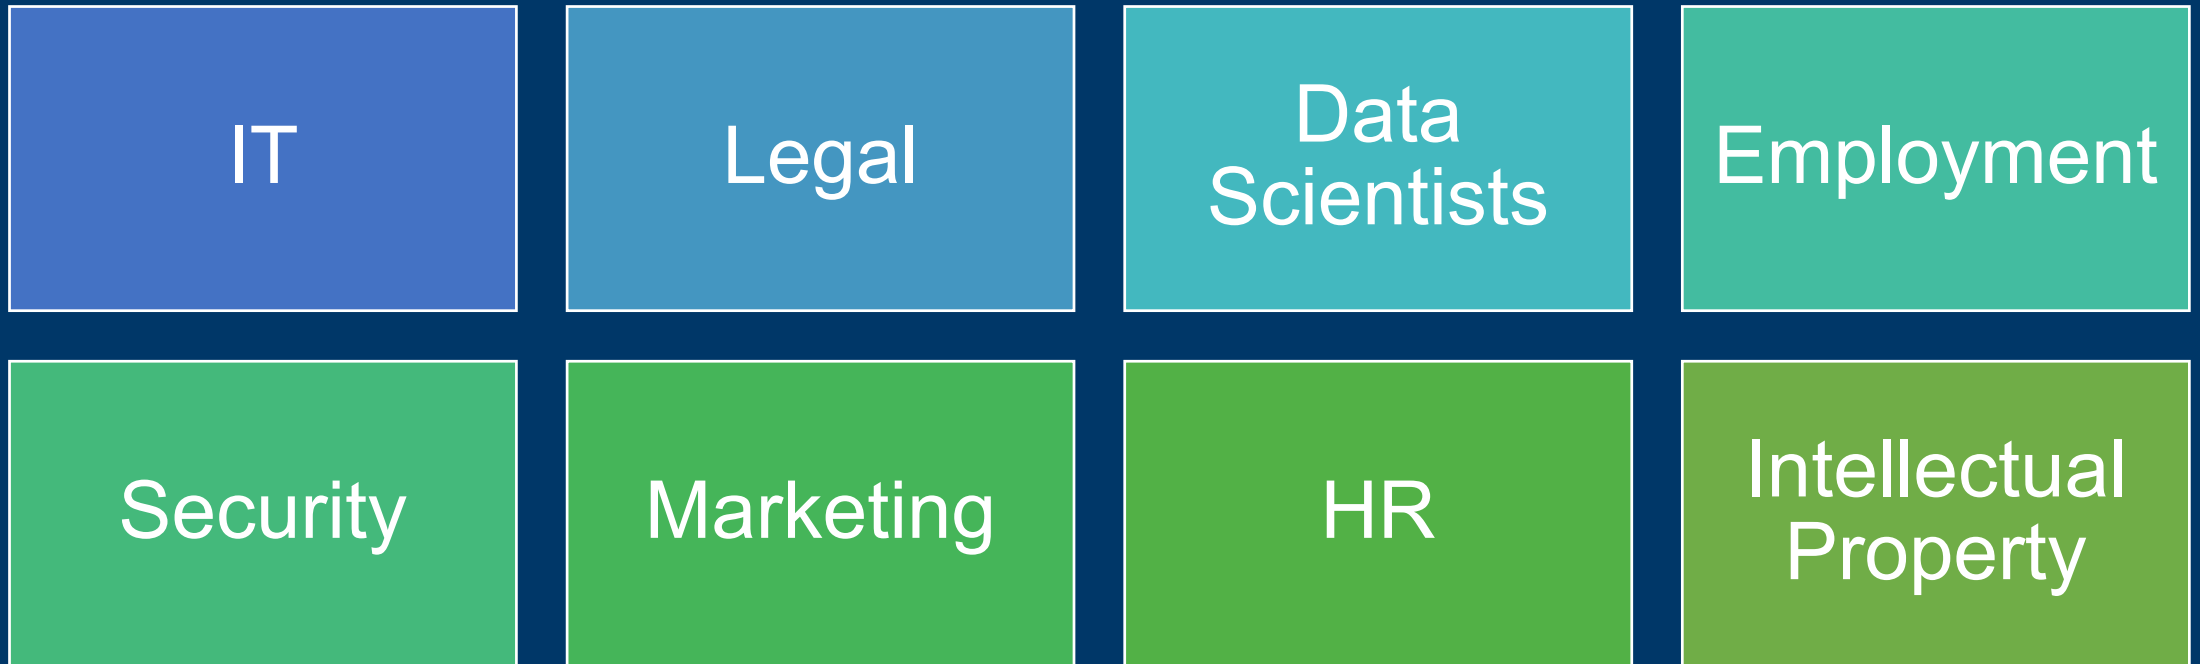 IT
Legal
Data
Scientists
Employment
Security
Marketing
HR
Intellectual
Property